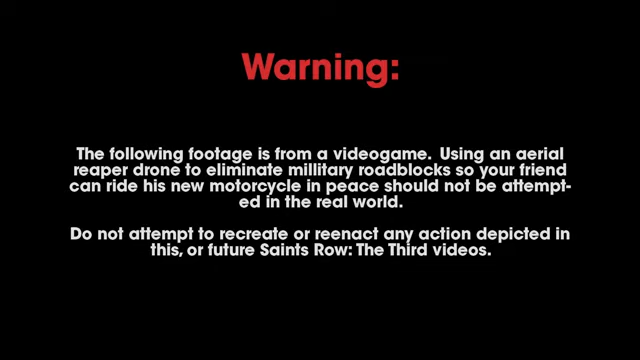 Warning:
The following footage is from a videogame. Using an aerial
reaper drone to eliminate millitary roadblocks so your friend
can ride his new motorcycle in peace should not be attempt-
ed in the real world.
Do not attempt to recreate or reenact any action depicted in
this, or future Saints Row: The Third videos.